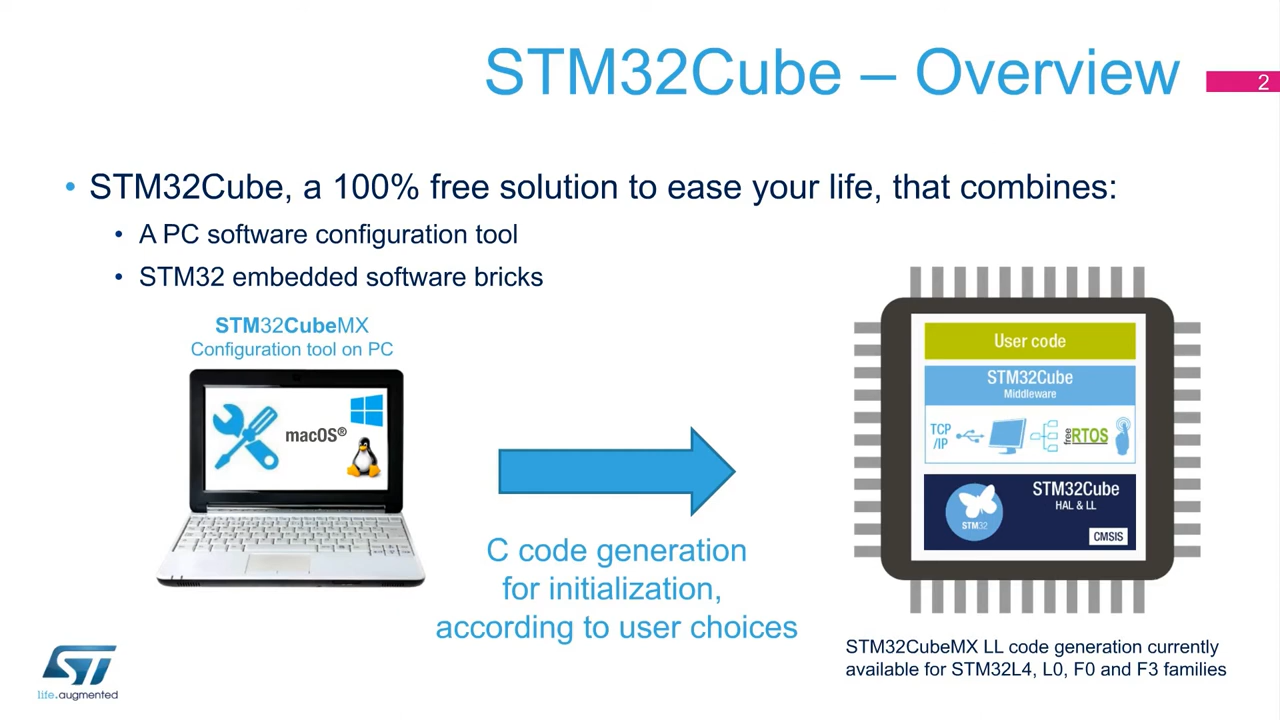 STM32Cube – Overview
2
• STM32Cube, a 100% free solution to ease your life, that combines:
• A PC software configuration tool
• STM32 embedded software bricks
STM32CubeMX
Configuration tool on PC
macOS®
C code generation
for initialization,
according to user choices
User code
STM32Cube
Middleware
TCP
/IP
free RTOS
STM32Cube
HAL & LL
STM32
CMSIS
STM32CubeMX LL code generation currently
available for STM32L4, L0, F0 and F3 families
ST
life.augmented